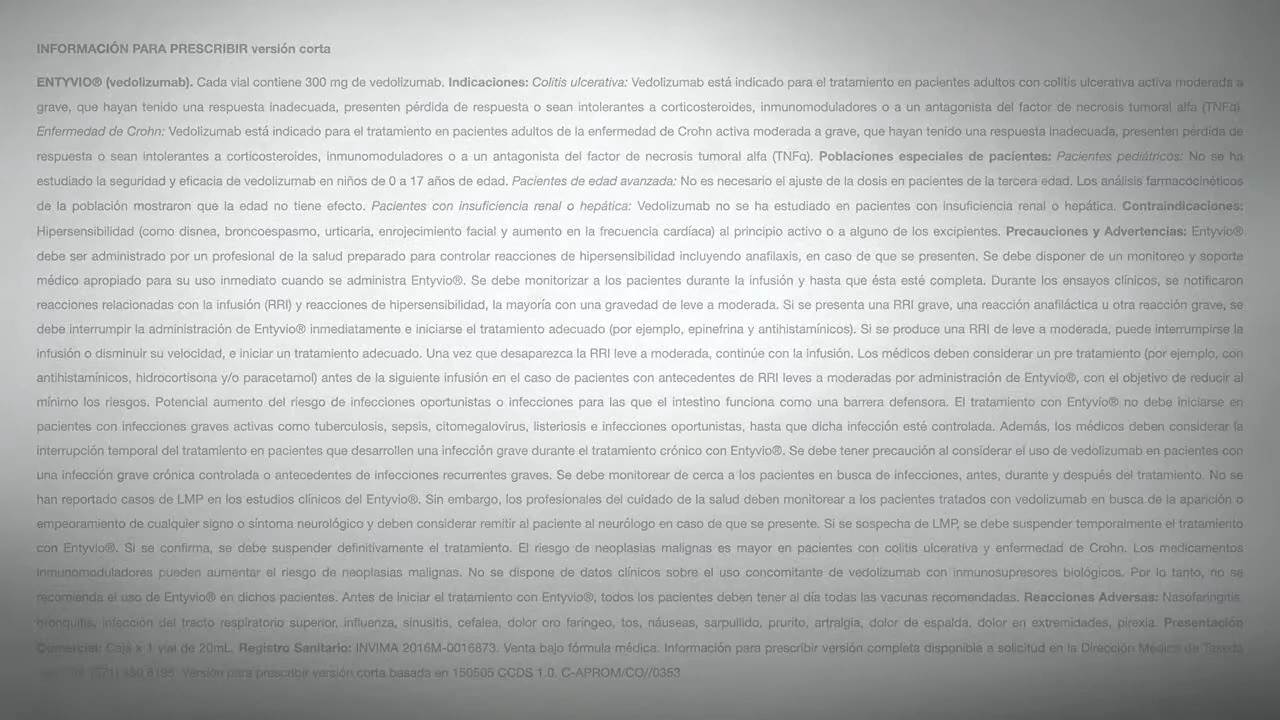 INFORMACIÓN PARA PRESCRIBIR versión corta
ENTYVIO® (vedolizumab). Cada vial contiene 300 mg de vedolizumab. Indicaciones: Colitis ulcerativa: Vedolizumab está indicado para el tratamiento en pacientes adultos con colitis ulcerativa activa moderada a
grave, que hayan tenido una respuesta inadecuada, presenten pérdida de respuesta o sean intolerantes a corticosteroides, inmunomoduladores o a un antagonista del factor de necrosis tumoral alfa (TNFα).
Enfermedad de Crohn: Vedolizumab está indicado para el tratamiento en pacientes adultos de la enfermedad de Crohn activa moderada a grave, que hayan tenido una respuesta inadecuada, presenten pérdida de
respuesta o sean intolerantes a corticosteroides, inmunomoduladores o a un antagonista del factor de necrosis tumoral alfa (TNFα). Poblaciones especiales de pacientes: Pacientes pediátricos: No se ha
estudiado la seguridad y eficacia de vedolizumab en niños de 0 a 17 años de edad. Pacientes de edad avanzada: No es necesario el ajuste de la dosis en pacientes de la tercera edad. Los análisis farmacocinéticos
de la población mostraron que la edad no tiene efecto. Pacientes con insuficiencia renal o hepática: Vedolizumab no se ha estudiado en pacientes con insuficiencia renal o hepática. Contraindicaciones:
Hipersensibilidad (como disnea, broncoespasmo, urticaria, enrojecimiento facial y aumento en la frecuencia cardíaca) al principio activo o a alguno de los excipientes. Precauciones y Advertencias: Entyvio®
debe ser administrado por un profesional de la salud preparado para controlar reacciones de hipersensibilidad incluyendo anafilaxis, en caso de que se presenten. Se debe disponer de un monitoreo y soporte
médico apropiado para su uso inmediato cuando se administra Entyvio®. Se debe monitorizar a los pacientes durante la infusión y hasta que ésta esté completa. Durante los ensayos clínicos, se notificaron
reacciones relacionadas con la infusión (RRI) y reacciones de hipersensibilidad, la mayoría con una gravedad de leve a moderada. Si se presenta una RRI grave, una reacción anafiláctica u otra reacción grave, se
debe interrumpir la administración de Entyvio® inmediatamente e iniciarse el tratamiento adecuado (por ejemplo, epinefrina y antihistamínicos). Si se produce una RRI de leve a moderada, puede interrumpirse la
infusión o disminuir su velocidad, e iniciar un tratamiento adecuado. Una vez que desaparezca la RRI leve a moderada, continúe con la infusión. Los médicos deben considerar un pre tratamiento (por ejemplo, con
antihistamínicos, hidrocortisona y/o paracetamol) antes de la siguiente infusión en el caso de pacientes con antecedentes de RRI leves a moderadas por administración de Entyvio®, con el objetivo de reducir al
mínimo los riesgos. Potencial aumento del riesgo de infecciones oportunistas o infecciones para las que el intestino funciona como una barrera defensora. El tratamiento con Entyvio® no debe iniciarse en
pacientes con infecciones graves activas como tuberculosis, sepsis, citomegalovirus, listeriosis e infecciones oportunistas, hasta que dicha infección esté controlada. Además, los médicos deben considerar la
interrupción temporal del tratamiento en pacientes que desarrollen una infección grave durante el tratamiento crónico con Entyvio®. Se debe tener precaución al considerar el uso de vedolizumab en pacientes con
una infección grave crónica controlada o antecedentes de infecciones recurrentes graves. Se debe monitorear de cerca a los pacientes en busca de infecciones, antes, durante y después del tratamiento. No se
han reportado casos de LMP en los estudios clínicos del Entyvio®. Sin embargo, los profesionales del cuidado de la salud deben monitorear a los pacientes tratados con vedolizumab en busca de la aparición o
empeoramiento de cualquier signo o síntoma neurológico y deben considerar remitir al paciente al neurólogo en caso de que se presente. Si se sospecha de LMP, se debe suspender temporalmente el tratamiento
con Entyvio®. Si se confirma, se debe suspender definitivamente el tratamiento. El riesgo de neoplasias malignas es mayor en pacientes con colitis ulcerativa y enfermedad de Crohn. Los medicamentos
inmunomoduladores pueden aumentar el riesgo de neoplasias malignas. No se dispone de datos clínicos sobre el uso concomitante de vedolizumab con inmunosupresores biológicos. Por lo tanto, no se
recomienda el uso de Entyvio® en dichos pacientes. Antes de iniciar el tratamiento con Entyvio®, todos los pacientes deben tener al día todas las vacunas recomendadas. Reacciones Adversas: Nasofaringitis,
bronquitis, infección del tracto respiratorio superior, influenza, sinusitis, cefalea, dolor oro faríngeo, tos, náuseas, sarpullido, prurito, artralgia, dolor de espalda, dolor en extremidades, pirexia. Presentación
Comercial: Caja x 1 vial de 20mL. Registro Sanitario: INVIMA 2016M-0016873. Venta bajo fórmula médica. Información para prescribir versión completa disponible a solicitud en la Dirección Médica de Takeda
(571) 450 6195. Versión para prescribir versión corta basada en 150505 CCDS 1.0. C-APROM/CO//0353